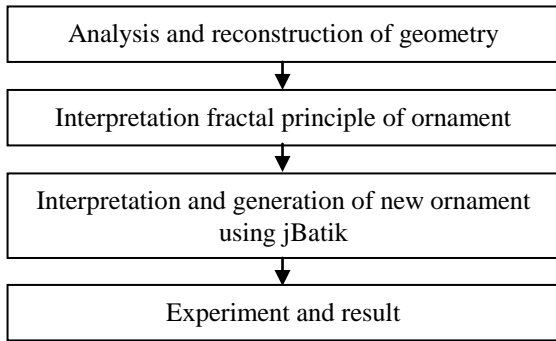 Analysis and reconstruction of geometry
Interpretation fractal principle of ornament
Interpretation and generation of new ornament
using jBatik
Experiment and result